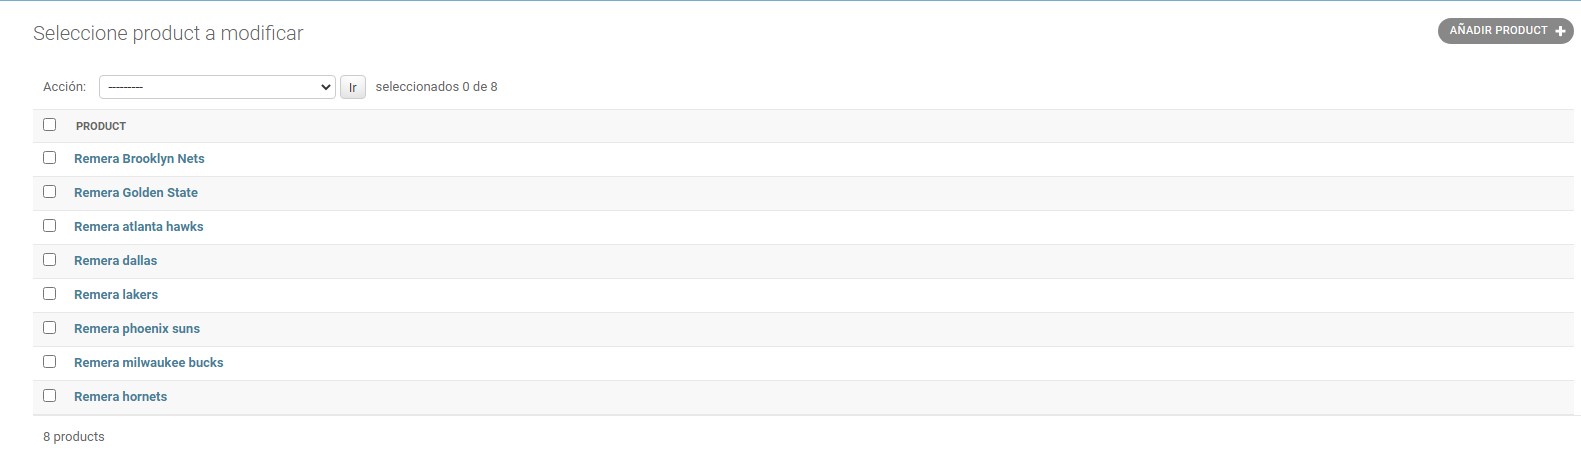 Seleccione product a modificar
AÑADIR PRODUCT +
Acción: --------- Ir seleccionados 0 de 8
PRODUCT
Remera Brooklyn Nets
Remera Golden State
Remera atlanta hawks
Remera dallas
Remera lakers
Remera phoenix suns
Remera milwaukee bucks
Remera hornets
8 products